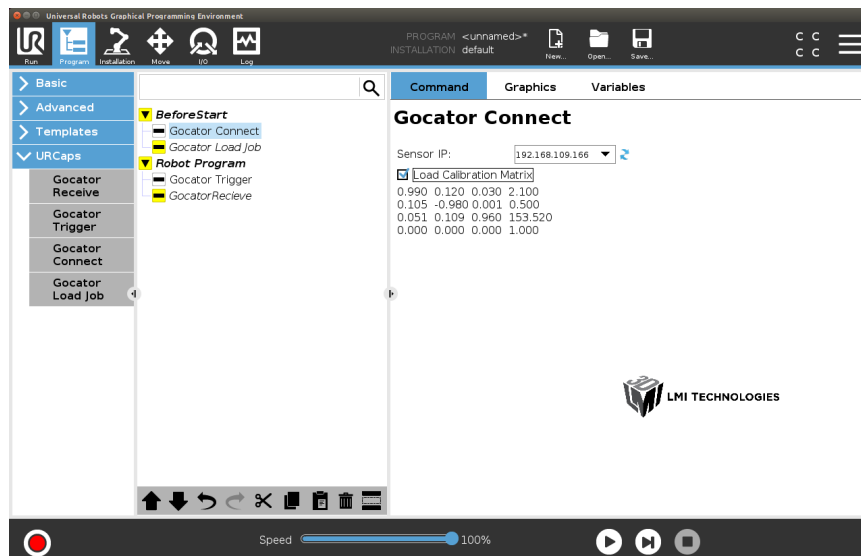 Universal Robots Graphical Programming Environment
PROGRAM <unnamed>*
INSTALLATION default
Run Program Installation Move I/O Log New... Open... Save...
C C
C C
Basic
Advanced
Templates
URCaps
Gocator
Receive
Gocator
Trigger
Gocator
Connect
Gocator
Load Job
BeforeStart
Gocator Connect
Gocator Load Job
Robot Program
Gocator Trigger
GocatorRecieve
Command Graphics Variables
Gocator Connect
Sensor IP: 192.168.109.166
Load Calibration Matrix
0.990 0.120 0.030 2.100
0.105 -0.980 0.001 0.500
0.051 0.109 0.960 153.520
0.000 0.000 0.000 1.000
3D
LMI
LMI TECHNOLOGIES
Speed 100%